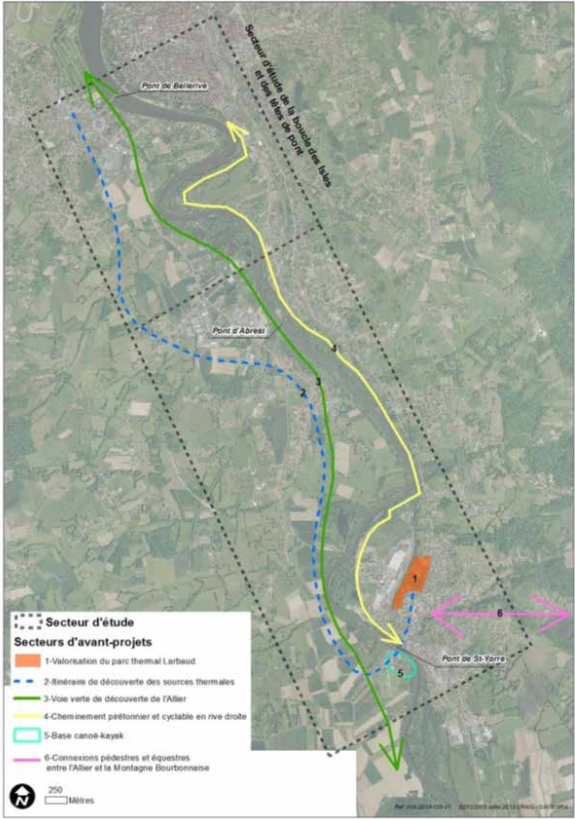 Pont de Bellerive
Secteur d'étude de la boucle des Isles
et des têtes de pont
Pont d'Abrest
4
3
2
1
6
Pont de St-Yorre
5
Secteur d'étude
Secteurs d'avant-projets
1-Valorisation du parc thermal Larbaud
2-Itinéraire de découverte des sources thermales
3-Voie verte de découverte de l'Allier
4-Cheminement piétonnier et cyclable en rive droite
5-Base canoë-kayak
6-Connexions pédestres et équestres
entre l'Allier et la Montagne Bourbonnaise
N
250
Mètres